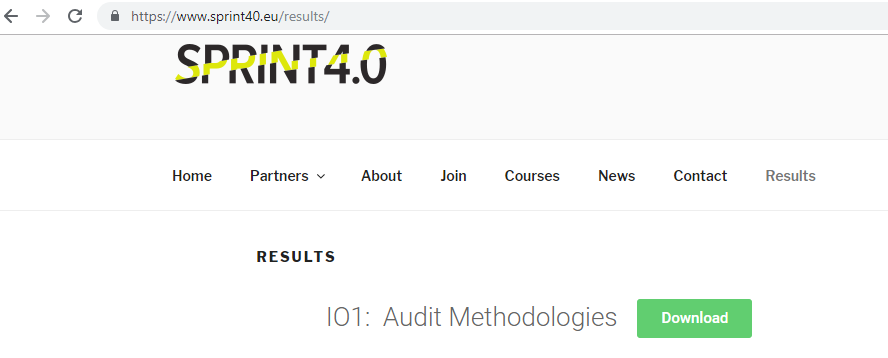 https://www.sprint40.eu/results/
SPRINT4.0
Home Partners About Join Courses News Contact Results
RESULTS
IO1: Audit Methodologies Download